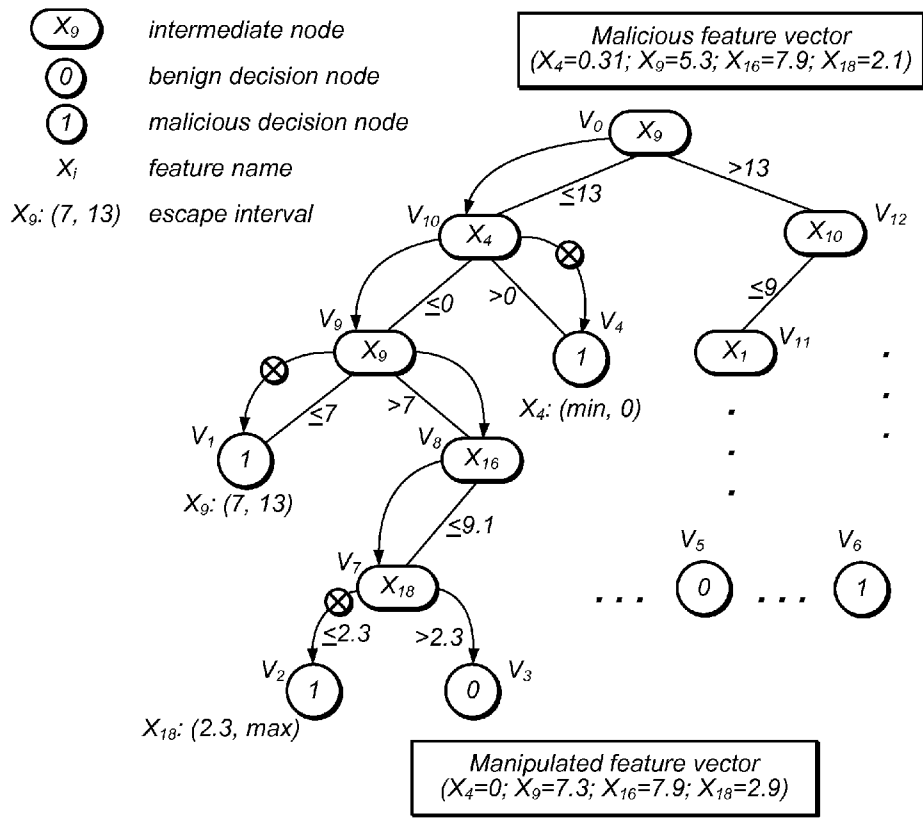 X9 intermediate node
0 benign decision node
1 malicious decision node
Xi feature name
X9: (7, 13) escape interval
Malicious feature vector
(X4=0.31; X9=5.3; X16=7.9; X18=2.1)
V0
X9
≤13
>13
V10
X4
X10
V12
≤0
>0
≤9
V9
X9
V4
1
X4: (min, 0)
X1
V11
≤7
>7
V1
1
X9: (7, 13)
V8
X16
≤9.1
V7
X18
≤2.3
>2.3
V2
1
X18: (2.3, max)
0
V3
. . .
V5
0
. . .
V6
1
Manipulated feature vector
(X4=0; X9=7.3; X16=7.9; X18=2.9)